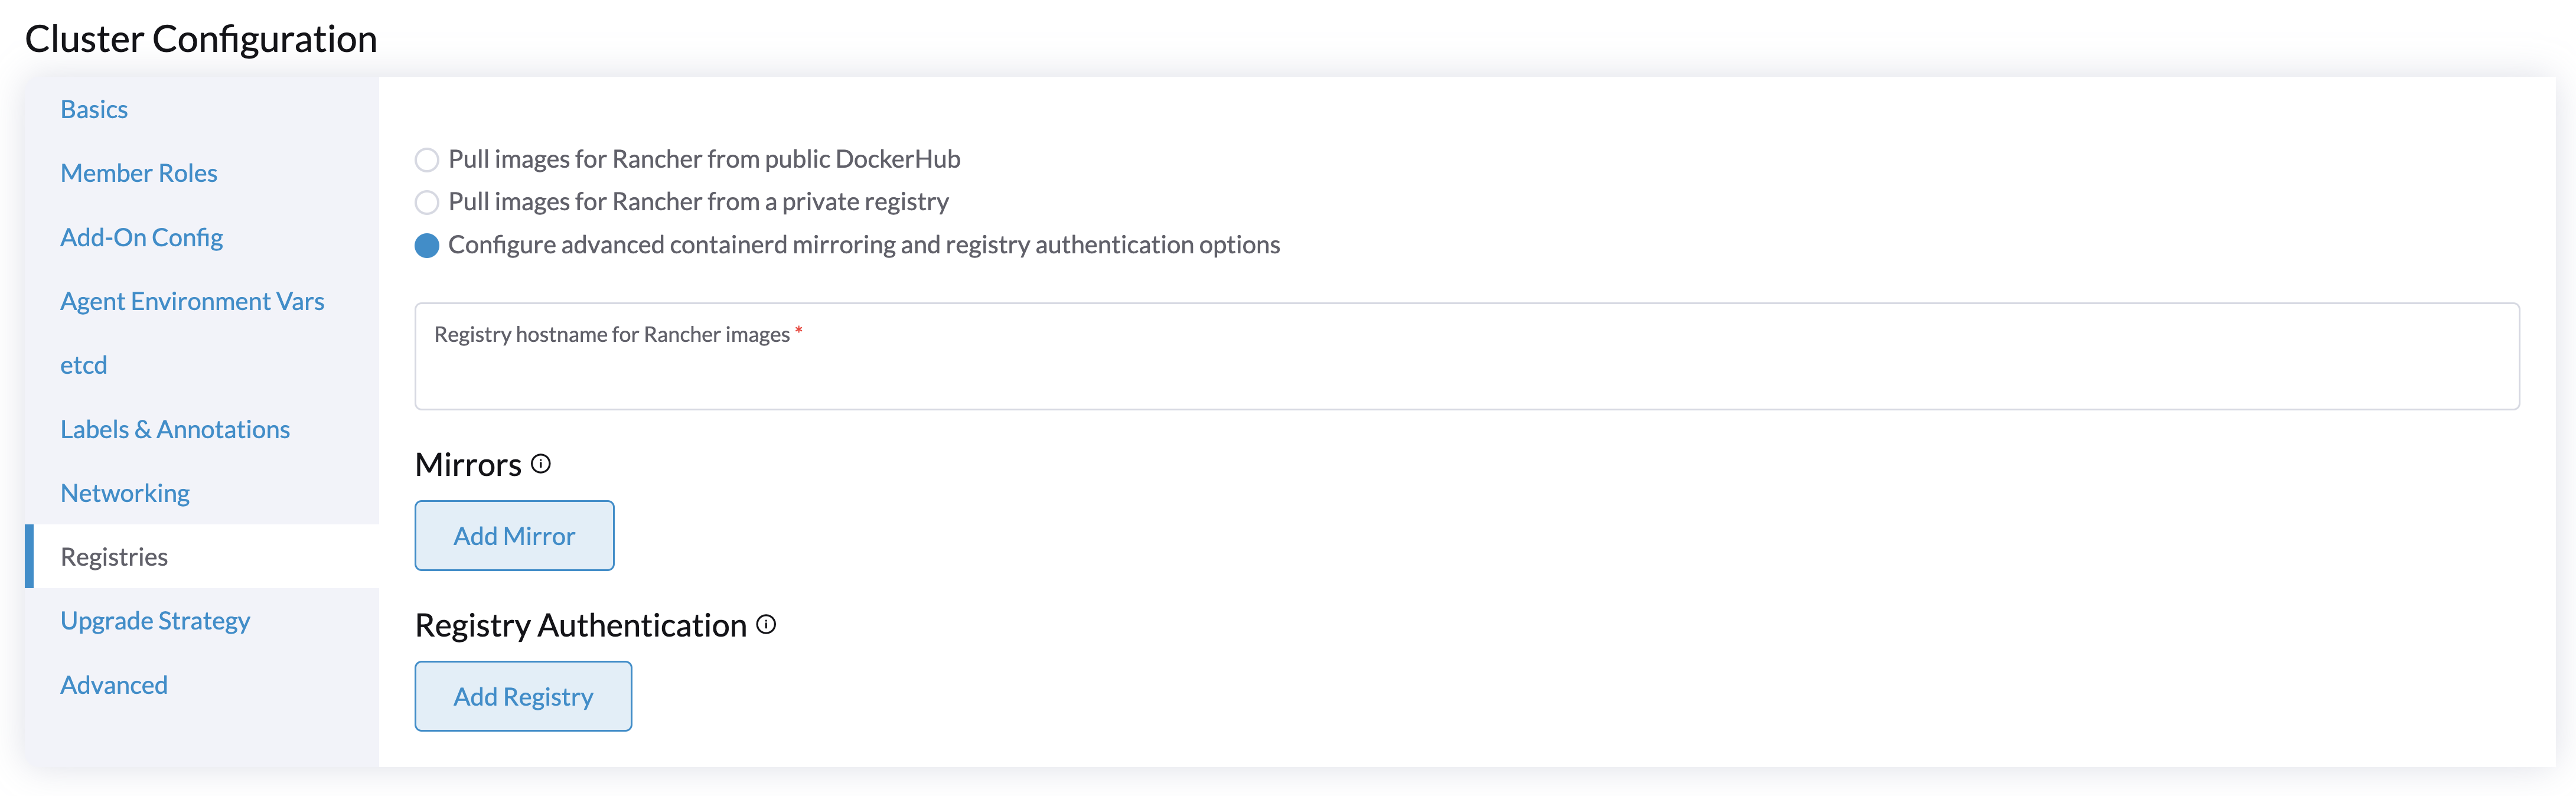 Cluster Configuration
Basics
Member Roles
Add-On Config
Agent Environment Vars
etcd
Labels & Annotations
Networking
Registries
Upgrade Strategy
Advanced
Pull images for Rancher from public DockerHub
Pull images for Rancher from a private registry
Configure advanced containerd mirroring and registry authentication options
Registry hostname for Rancher images *
Mirrors
Add Mirror
Registry Authentication
Add Registry